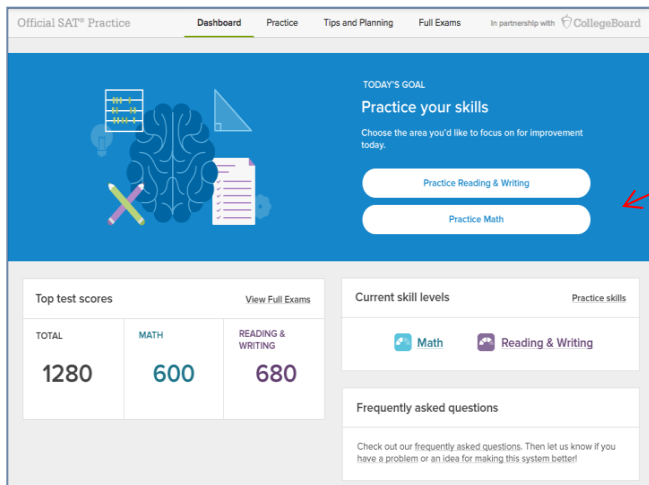 Official SAT® Practice
Dashboard
Practice
Tips and Planning
Full Exams
In partnership with CollegeBoard
TODAY'S GOAL
Practice your skills
Choose the area you'd like to focus on for improvement
today.
Practice Reading & Writing
Practice Math
Top test scores
View Full Exams
TOTAL
1280
MATH
600
READING &
WRITING
680
Current skill levels
Practice skills
Math
Reading & Writing
Frequently asked questions
Check out our frequently asked questions. Then let us know if you
have a problem or an idea for making this system better!